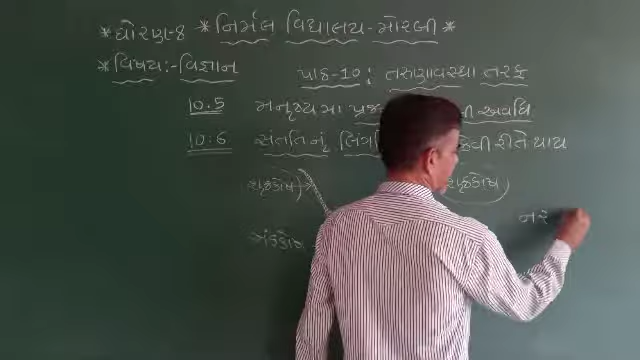 *ધોરણ-8 *નિર્મલ વિદ્યાલય-મોરબી*
*વિષય:-વિજ્ઞાન
પાઠ-10: તરુણાવસ્થા તરફ
10.5 મનુષ્યમાં અવધિ
10:6 સંતતિનું કેવી રીતે થાય
શુક્રકોષ શુક્રકોષ
અંડકોષ નર